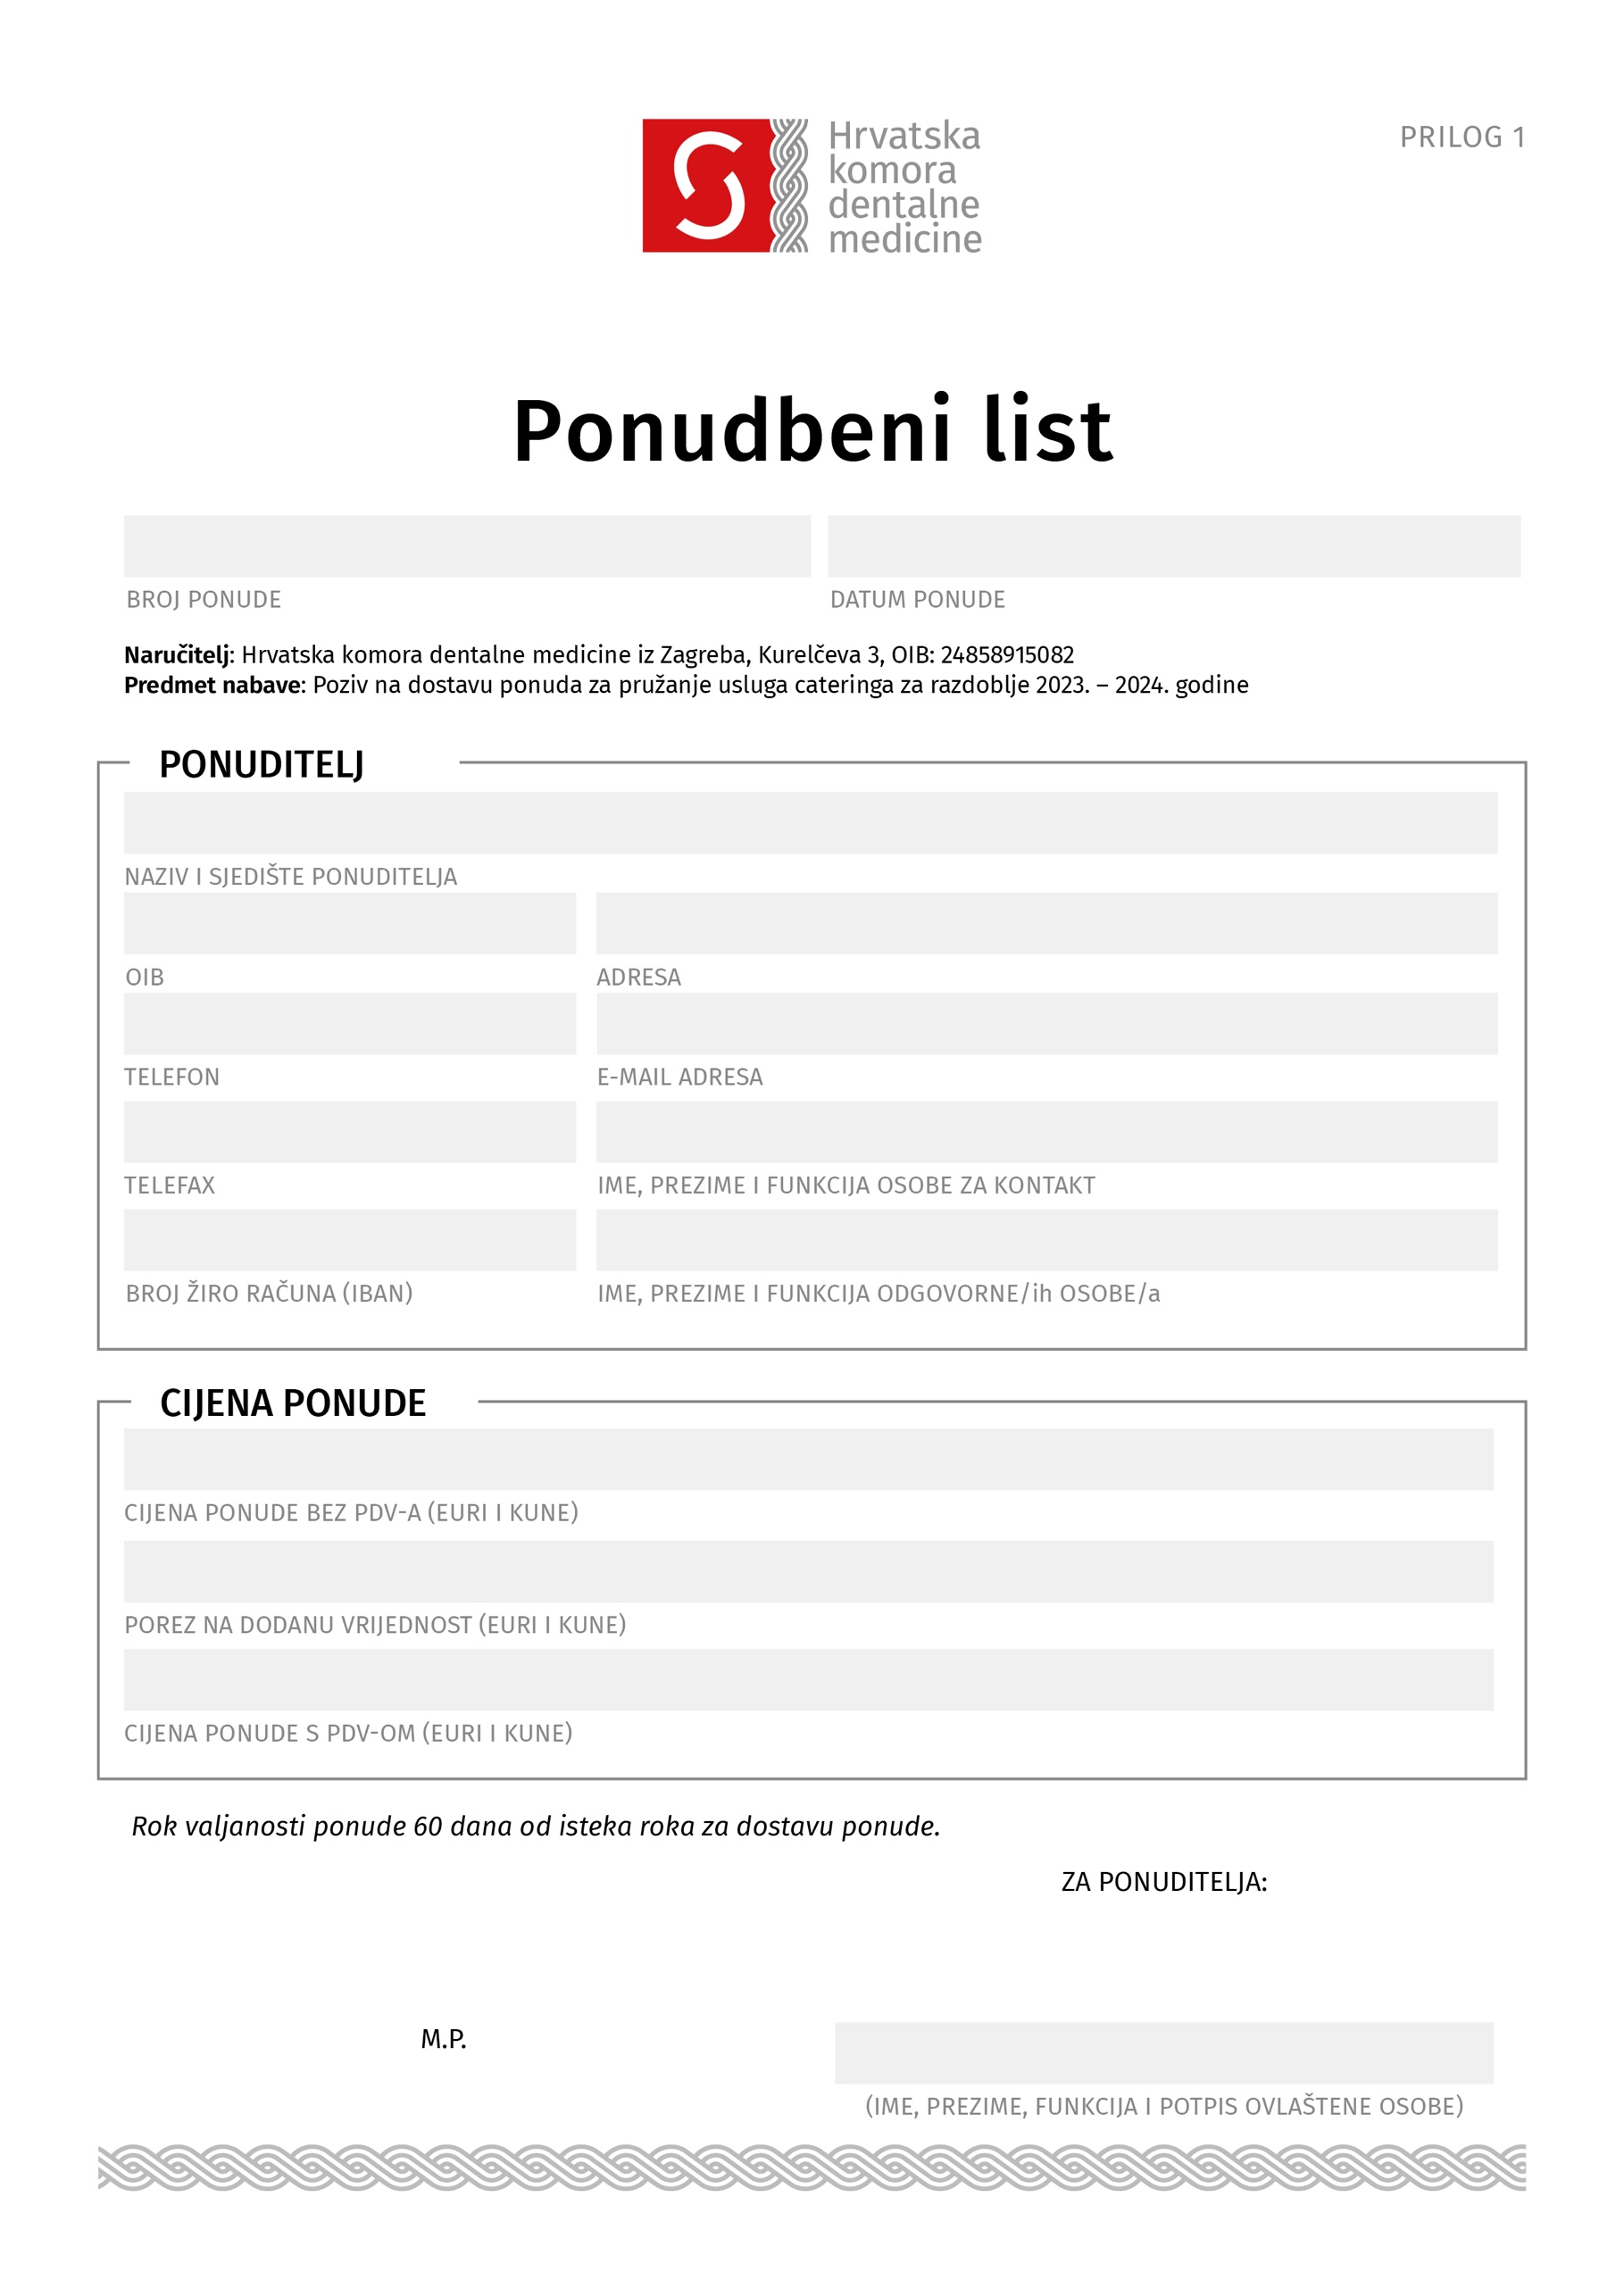 PRILOG 1
Hrvatska
komora
dentalne
medicine
Ponudbeni list
BROJ PONUDE
DATUM PONUDE
Naručitelj: Hrvatska komora dentalne medicine iz Zagreba, Kurelčeva 3, OIB: 24858915082
Predmet nabave: Poziv na dostavu ponuda za pružanje usluga cateringa za razdoblje 2023. – 2024. godine
PONUDITELJ
NAZIV I SJEDIŠTE PONUDITELJA
OIB
ADRESA
TELEFON
E-MAIL ADRESA
TELEFAX
IME, PREZIME I FUNKCIJA OSOBE ZA KONTAKT
BROJ ŽIRO RAČUNA (IBAN)
IME, PREZIME I FUNKCIJA ODGOVORNE/ih OSOBE/a
CIJENA PONUDE
CIJENA PONUDE BEZ PDV-A (EURI I KUNE)
POREZ NA DODANU VRIJEDNOST (EURI I KUNE)
CIJENA PONUDE S PDV-OM (EURI I KUNE)
Rok valjanosti ponude 60 dana od isteka roka za dostavu ponude.
ZA PONUDITELJA:
M.P.
(IME, PREZIME, FUNKCIJA I POTPIS OVLAŠTENE OSOBE)